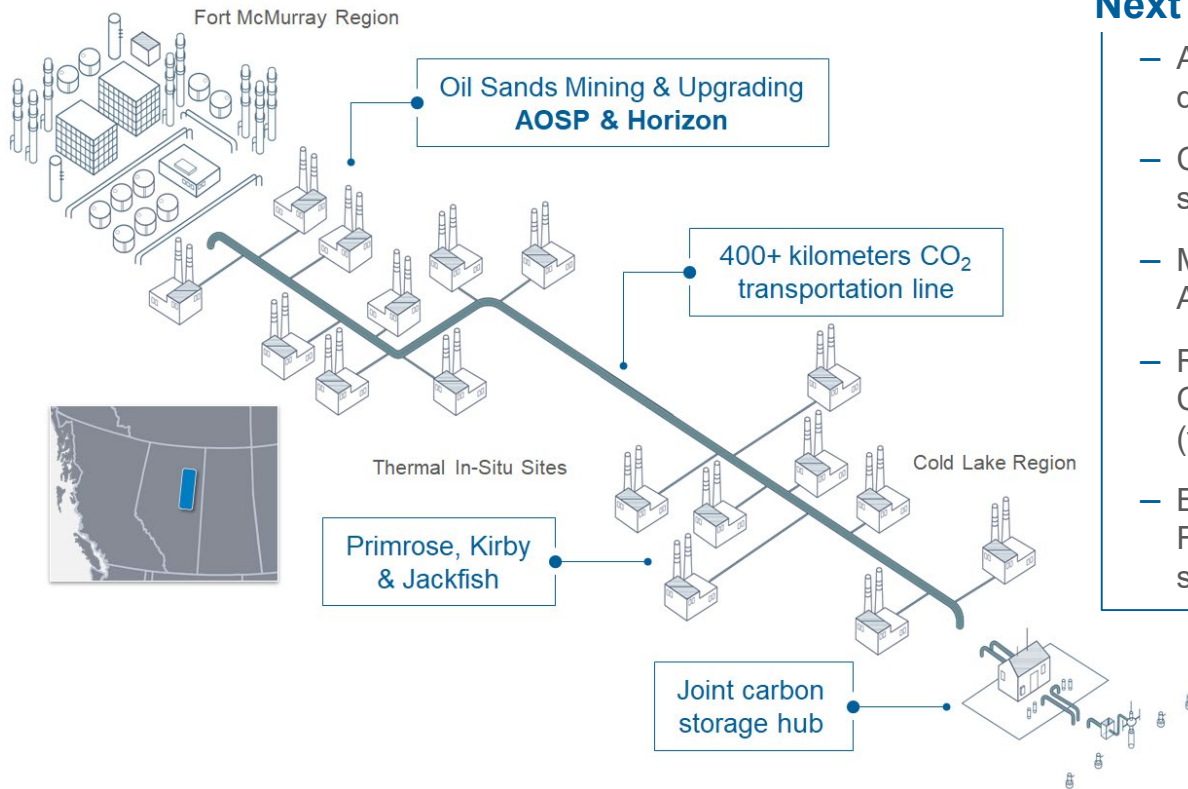 Fort McMurray Region
Oil Sands Mining & Upgrading
AOSP & Horizon
400+ kilometers CO₂
transportation line
Thermal In-Situ Sites
Cold Lake Region
Primrose, Kirby
& Jackfish
Joint carbon
storage hub
Next
–
–
–
–
(
–